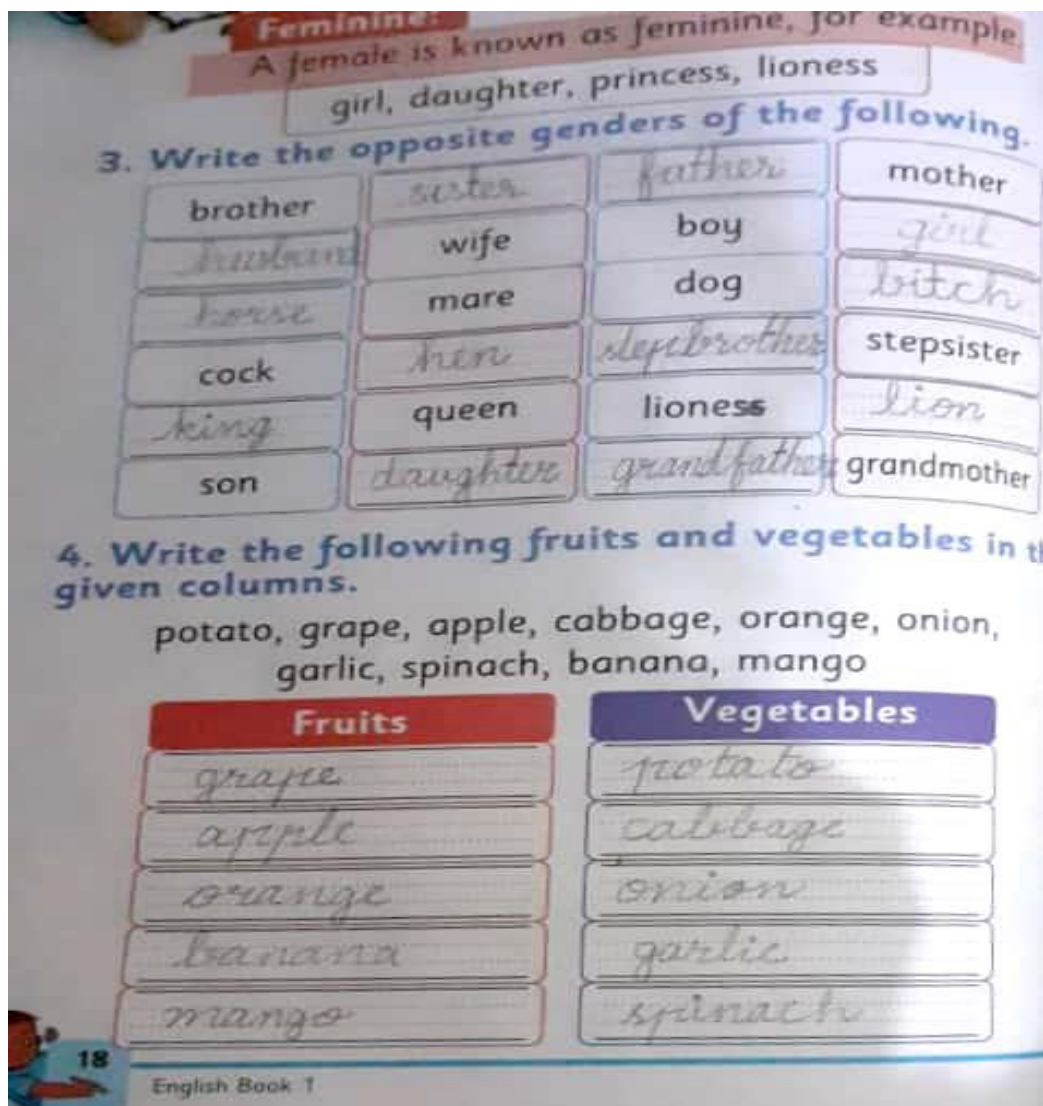 Feminine:
A female is known as feminine, for example,
girl, daughter, princess, lioness
3. Write the opposite genders of the following.
brother sister father mother
husband wife boy girl
horse mare dog bitch
cock hen stepbrother stepsister
king queen lioness lion
son daughter grandfather grandmother
4. Write the following fruits and vegetables in th
given columns.
potato, grape, apple, cabbage, orange, onion,
garlic, spinach, banana, mango
Fruits Vegetables
grape potato
apple cabbage
orange onion
banana garlic
mango spinach
18
English Book 1